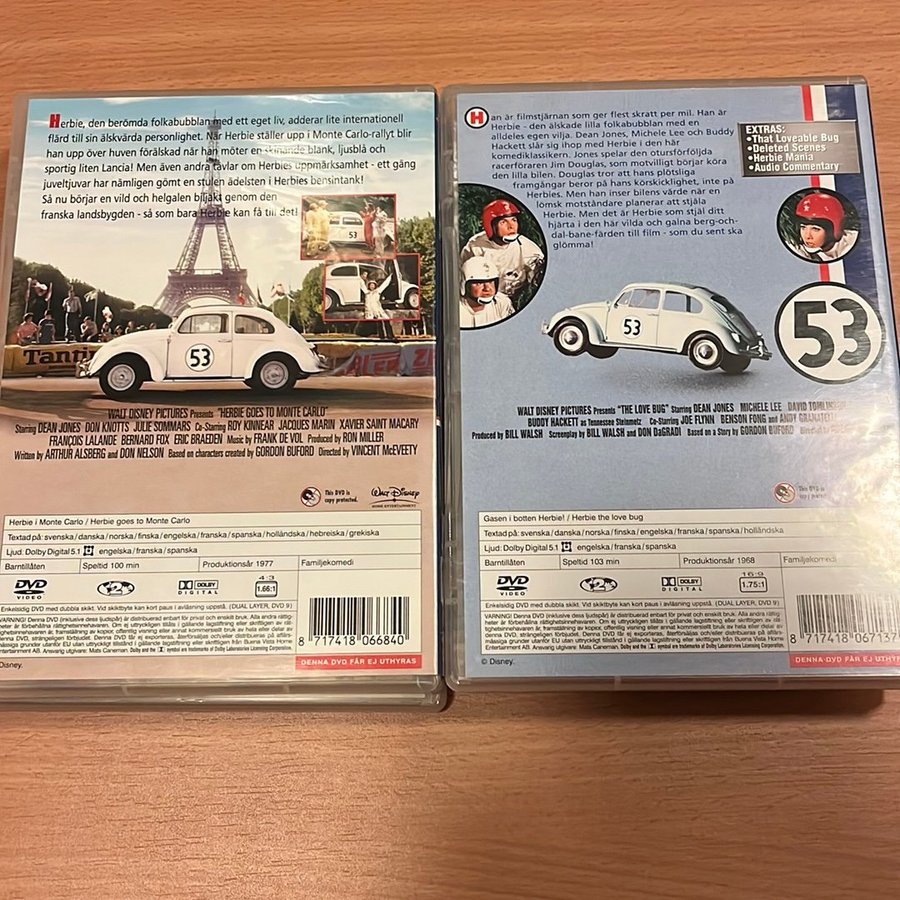 Herbie, den berömda folkabubblan med ett eget liv, adderar lite internationell
flärd till sin älskvärda personlighet. När Herbie ställer upp i Monte Carlo-rallyt blir
han upp över huven förälskad när han möter en skinande blank, ljusblå och
sportig liten Lancia! Men även andra tävlar om Herbies uppmärksamhet - ett gäng
juveltjuvar har nämligen gömt en stulen ädelsten i Herbies bensintank!
Så nu börjar en vild och helgalen biljakt genom den
franska landsbygden - så som bara Herbie kan få till det!
53
53
WALT DISNEY PICTURES Presents "HERBIE GOES TO MONTE CARLO"
Starring DEAN JONES DON KNOTTS JULIE SOMMARS Co-Starring ROY KINNEAR JACQUES MARIN XAVIER SAINT MACARY
FRANÇOIS LALANDE BERNARD FOX ERIC BRAEDEN Music by FRANK DE VOL Produced by RON MILLER
Written by ARTHUR ALSBERG and DON NELSON Based on characters created by GORDON BUFORD Directed by VINCENT McEVEETY
This DVD is
copy protected.
WALT DISNEY
HOME ENTERTAINMENT
Herbie i Monte Carlo / Herbie goes to Monte Carlo
Textad på: svenska/danska/norska/finska/engelska/franska/spanska/holländska/hebreiska/grekiska
Ljud: Dolby Digital 5.1 engelska/franska/spanska
Barntillåten Speltid 100 min Produktionsår 1977 Familjekomedi
DVD VIDEO 2 DOLBY DIGITAL 4:3 1.66:1
Enkelsidig DVD med dubbla skikt. Vid skiktbyte kan kort paus i avläsning uppstå. (DUAL LAYER, DVD 9)
8 717418 066840
DENNA DVD FÅR EJ UTHYRAS
Disney.
Han är filmstjärnan som ger flest skratt per mil. Han är
Herbie - den älskade lilla folkabubblan med en
alldeles egen vilja. Dean Jones, Michele Lee och Buddy
Hackett slår sig ihop med Herbie i den här
komediklassikern. Jones spelar den otursförföljda
racerföraren Jim Douglas, som motvilligt börjar köra
den lilla bilen. Douglas tror att hans plötsliga
framgångar beror på hans körskicklighet, inte på
Herbies. Men han inser bilens värde när en
lömsk motståndare planerar att stjäla
Herbie. Men det är Herbie som stjäl ditt
hjärta i den här vilda och galna berg-och-
dal-bane-färden till film - som du sent ska
glömma!
EXTRAS:
•That Loveable Bug
•Deleted Scenes
•Herbie Mania
•Audio Commentary
53
53
WALT DISNEY PICTURES Presents "THE LOVE BUG" Starring DEAN JONES MICHELE LEE DAVID TOMLINSON
BUDDY HACKETT as Tennessee Steinmetz Co-Starring JOE FLYNN BENSON FONG and ANDY GRANATELLI
Produced by BILL WALSH Screenplay by BILL WALSH and DON DaGRADI Based on a Story by GORDON BUFORD
This DVD is
copy protected.
Gasen i botten Herbie! / Herbie the love bug
Textad på: svenska/danska/norska/finska/engelska/franska/spanska/holländska
Ljud: Dolby Digital 5.1 engelska/franska/spanska
Barntillåten Speltid 103 min Produktionsår 1968 Familjekomedi
DVD VIDEO 2 DOLBY DIGITAL 16:9 1.75:1
Enkelsidig DVD med dubbla skikt. Vid skiktbyte kan kort paus i avläsning uppstå. (DUAL LAYER, DVD 9)
8 717418 067137
DENNA DVD FÅR EJ UTHYRAS
© Disney.